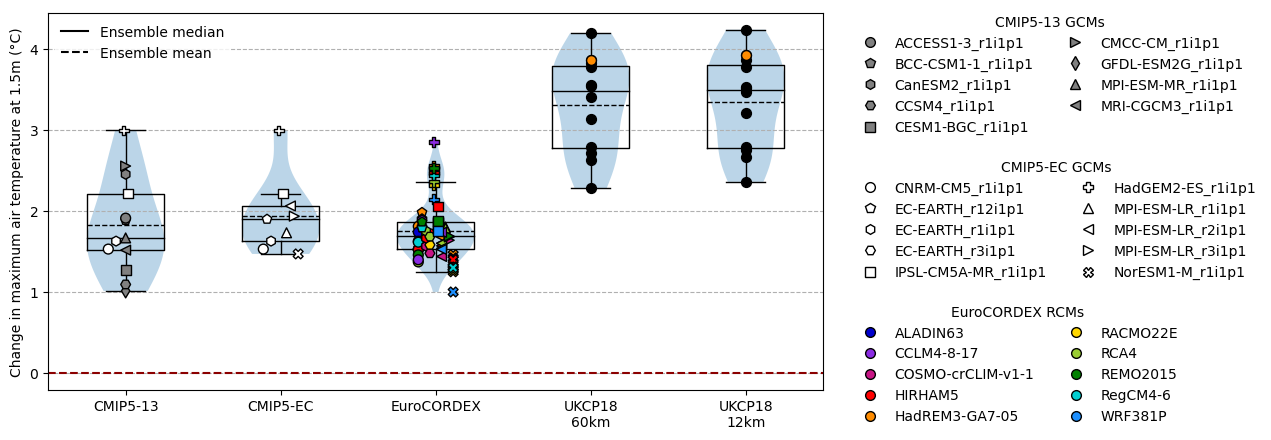 Change in maximum air temperature at 1.5m (°C)
4
3
2
1
0
Ensemble median
Ensemble mean
CMIP5-13
CMIP5-EC
EuroCORDEX
UKCP18
60km
UKCP18
12km
CMIP5-13 GCMs
ACCESS1-3_r1i1p1
BCC-CSM1-1_r1i1p1
CanESM2_r1i1p1
CCSM4_r1i1p1
CESM1-BGC_r1i1p1
CMCC-CM_r1i1p1
GFDL-ESM2G_r1i1p1
MPI-ESM-MR_r1i1p1
MRI-CGCM3_r1i1p1
CMIP5-EC GCMs
CNRM-CM5_r1i1p1
EC-EARTH_r12i1p1
EC-EARTH_r1i1p1
EC-EARTH_r3i1p1
IPSL-CM5A-MR_r1i1p1
HadGEM2-ES_r1i1p1
MPI-ESM-LR_r1i1p1
MPI-ESM-LR_r2i1p1
MPI-ESM-LR_r3i1p1
NorESM1-M_r1i1p1
EuroCORDEX RCMs
ALADIN63
CCLM4-8-17
COSMO-crCLIM-v1-1
HIRHAM5
HadREM3-GA7-05
RACMO22E
RCA4
REMO2015
RegCM4-6
WRF381P